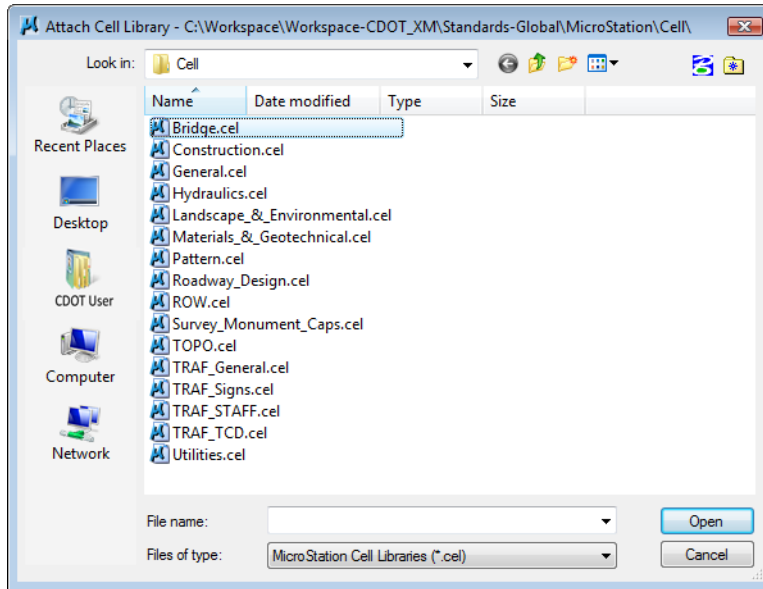 Attach Cell Library - C:\Workspace\Workspace-CDOT_XM\Standards-Global\MicroStation\Cell\
Look in: Cell
Name Date modified Type Size
Recent Places
Desktop
CDOT User
Computer
Network
Bridge.cel
Construction.cel
General.cel
Hydraulics.cel
Landscape_&_Environmental.cel
Materials_&_Geotechnical.cel
Pattern.cel
Roadway_Design.cel
ROW.cel
Survey_Monument_Caps.cel
TOPO.cel
TRAF_General.cel
TRAF_Signs.cel
TRAF_STAFF.cel
TRAF_TCD.cel
Utilities.cel
File name: Open
Files of type: MicroStation Cell Libraries (*.cel) Cancel